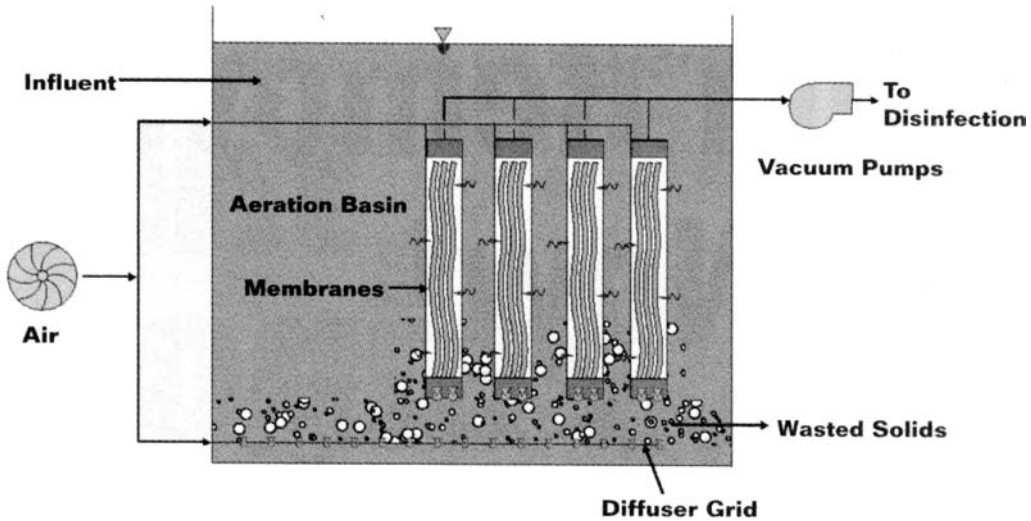 Influent
To
Disinfection
Vacuum Pumps
Aeration Basin
Membranes
Air
Wasted Solids
Diffuser Grid